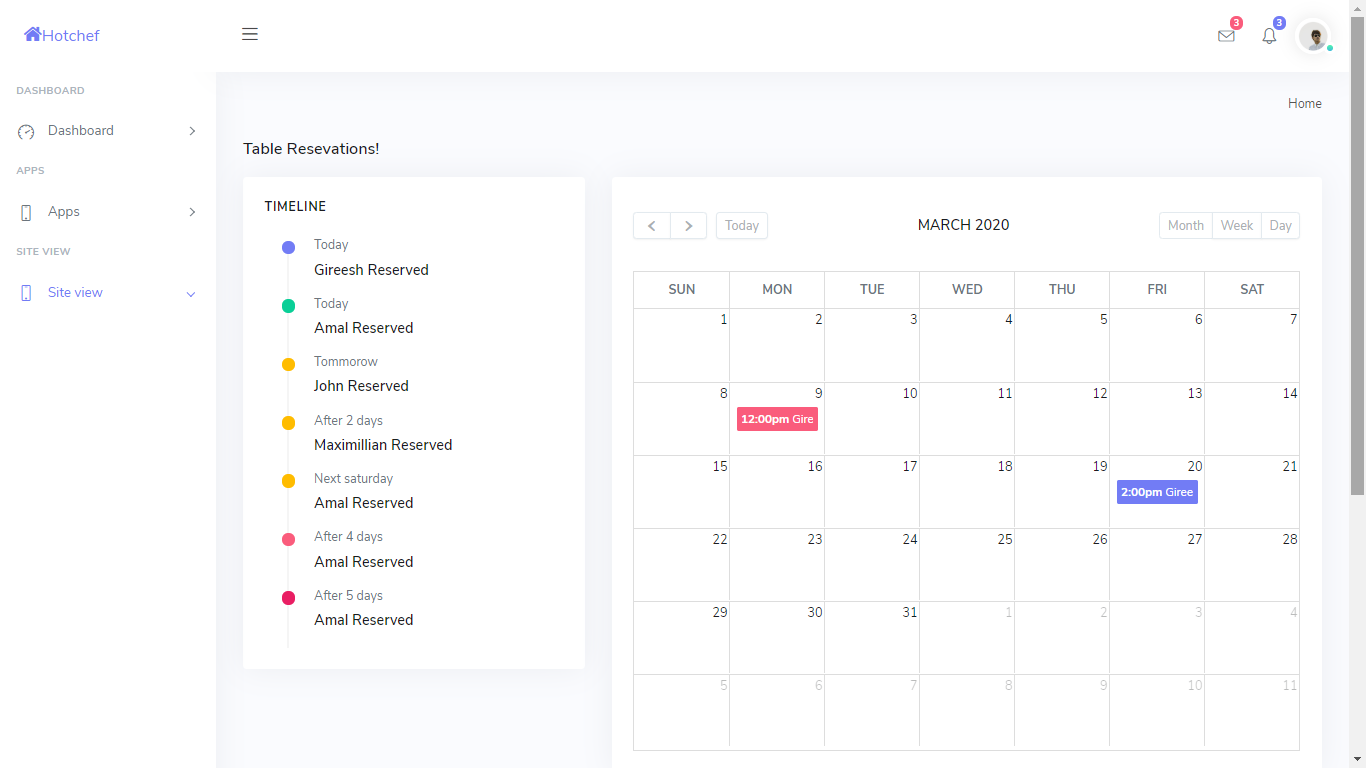 Hotchef
3
3
DASHBOARD
Dashboard
APPS
Apps
SITE VIEW
Site view
Home
Table Resevations!
TIMELINE
Today
Gireesh Reserved
Today
Amal Reserved
Tommorow
John Reserved
After 2 days
Maximillian Reserved
Next saturday
Amal Reserved
After 4 days
Amal Reserved
After 5 days
Amal Reserved
Today
MARCH 2020
Month Week Day
SUN MON TUE WED THU FRI SAT
1 2 3 4 5 6 7
8 9 10 11 12 13 14
12:00pm Gire
15 16 17 18 19 20 21
2:00pm Giree
22 23 24 25 26 27 28
29 30 31 1 2 3 4
5 6 7 8 9 10 11